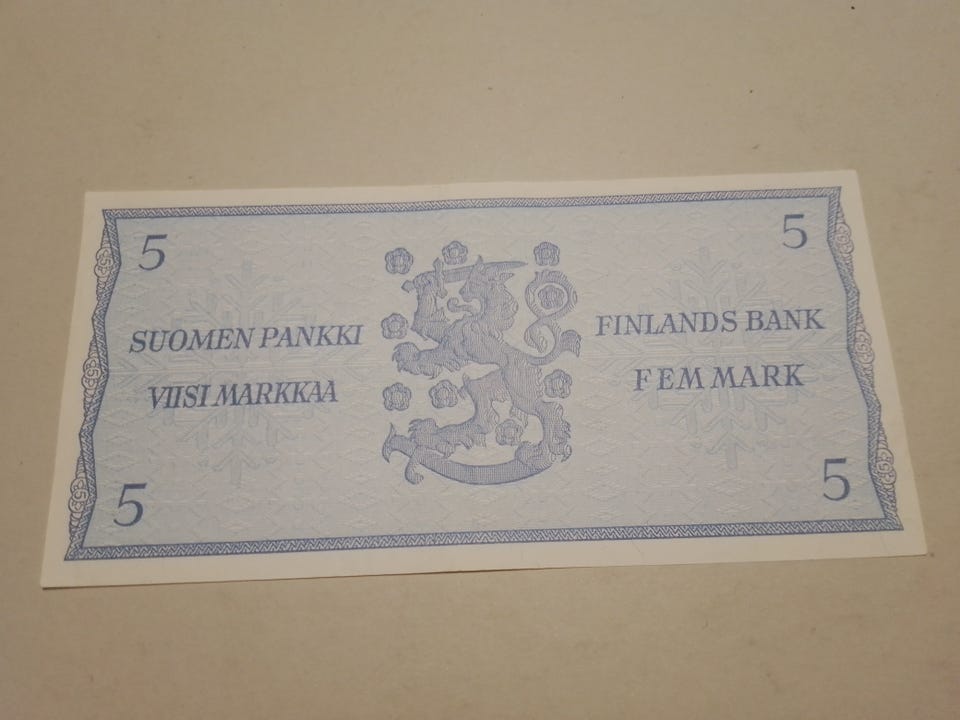 5
5
SUOMEN PANKKI
VIISI MARKKAA
FINLANDS BANK
FEM MARK
5
5